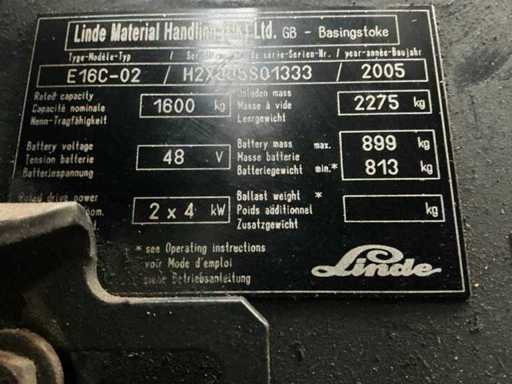 Linde Material Handling Ltd. GB - Basingstoke
Type-Modèle-Typ / year-année-Baujahr
E16C-02 / 2005
Rated capacity
Capacité nominale 1600 kg
Nenn-Tragfähigkeit
Unladen mass
Masse à vide 2275 kg
Leergewicht
Battery voltage
Tension batterie 48 V
Batteriespannung
Battery mass max. 899 kg
Masse batterie
Batteriegewicht min.* 813 kg
Rated drive power
2 x 4 kW
Ballast weight *
Poids additionnel kg
Zusatzgewicht
* see Operating instructions
voir Mode d'emploi
siehe Betriebsanleitung
Linde